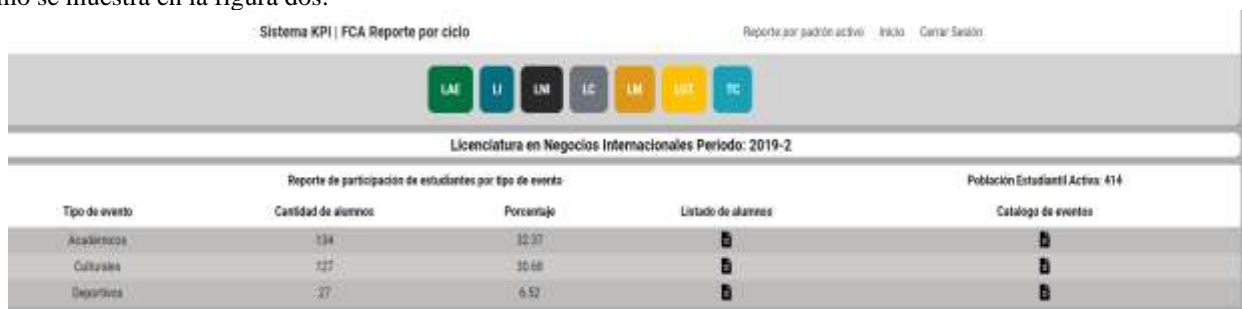 mo se muestra en la figura dos.
Sistema KPI | FCA Reporte por ciclo Reporte por padrón activo Inicio Cerrar Sesión
LAE LI LNI LC LM LGT TC
Licenciatura en Negocios Internacionales Periodo: 2019-2
Reporte de participación de estudiantes por tipo de evento Población Estudiantil Activa: 414
Tipo de evento Cantidad de alumnos Porcentaje Listado de alumnos Catalogo de eventos
Académicos 134 32.37
Culturales 127 30.68
Deportivos 27 6.52